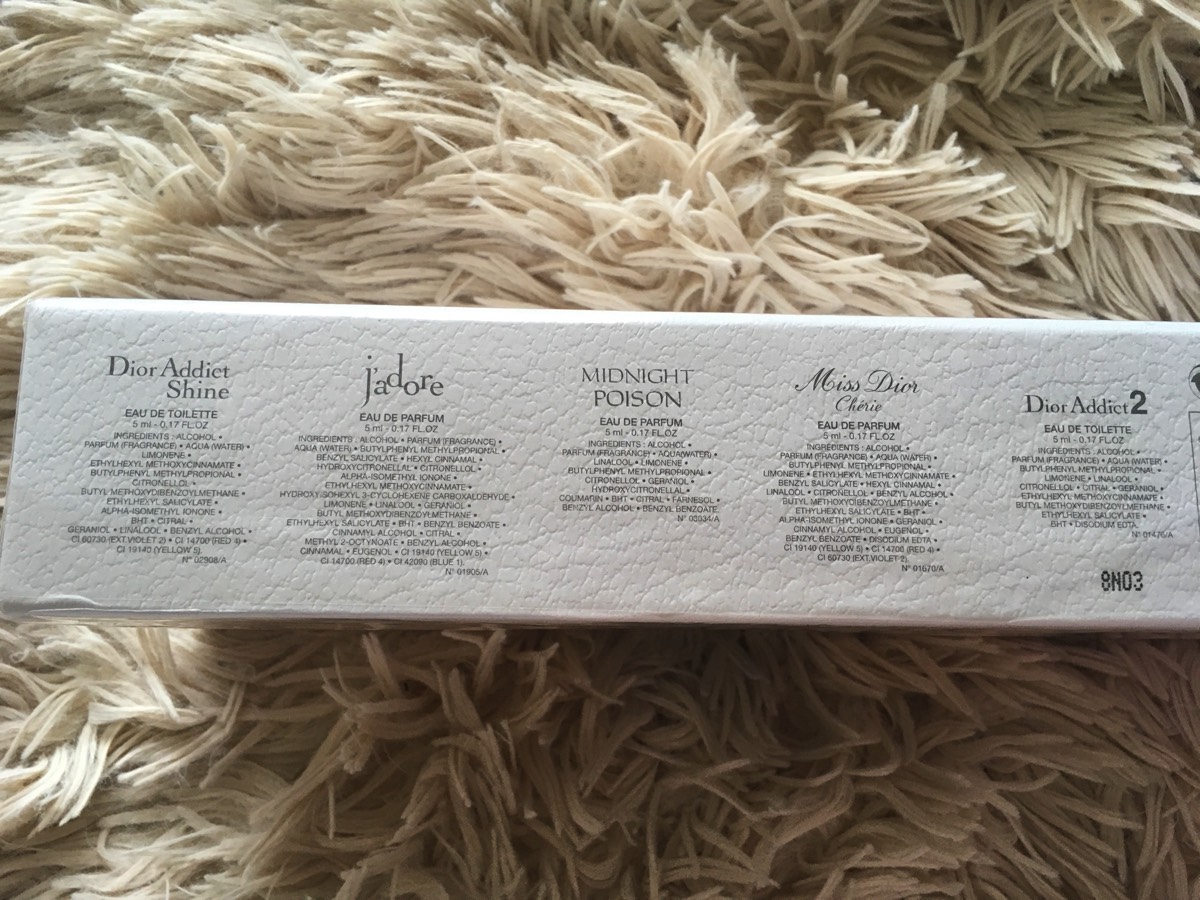 Dior Addict
Shine
EAU DE TOILETTE
5 ml - 0.17 FL.OZ
INGREDIENTS : ALCOHOL •
PARFUM (FRAGRANCE) • AQUA (WATER) •
LIMONENE •
ETHYLHEXYL METHOXYCINNAMATE •
BUTYLPHENYL METHYLPROPIONAL •
CITRONELLOL •
BUTYL METHOXYDIBENZOYLMETHANE •
ETHYLHEXYL SALICYLATE •
ALPHA-ISOMETHYL IONONE •
BHT • CITRAL •
GERANIOL • LINALOOL • BENZYL ALCOHOL •
CI 60730 (EXT.VIOLET 2) • CI 14700 (RED 4) •
CI 19140 (YELLOW 5).
N° 02908/A
j'adore
EAU DE PARFUM
5 ml - 0.17 FL.OZ
INGREDIENTS : ALCOHOL • PARFUM (FRAGRANCE) •
AQUA (WATER) • BUTYLPHENYL METHYLPROPIONAL •
BENZYL SALICYLATE • HEXYL CINNAMAL •
HYDROXYCITRONELLAL • CITRONELLOL •
ALPHA-ISOMETHYL IONONE •
ETHYLHEXYL METHOXYCINNAMATE •
HYDROXYISOHEXYL 3-CYCLOHEXENE CARBOXALDEHYDE •
LIMONENE • LINALOOL • GERANIOL •
BUTYL METHOXYDIBENZOYLMETHANE •
ETHYLHEXYL SALICYLATE • BHT • BENZYL BENZOATE •
CINNAMYL ALCOHOL • CITRAL •
METHYL 2-OCTYNOATE • BENZYL ALCOHOL •
CINNAMAL • EUGENOL • CI 19140 (YELLOW 5) •
CI 14700 (RED 4) • CI 42090 (BLUE 1).
N° 01905/A
MIDNIGHT
POISON
EAU DE PARFUM
5 ml - 0.17 FL.OZ
INGREDIENTS : ALCOHOL •
PARFUM (FRAGRANCE) • AQUA(WATER) •
LINALOOL • LIMONENE •
BUTYLPHENYL METHYLPROPIONAL •
CITRONELLOL • GERANIOL •
HYDROXYCITRONELLAL •
COUMARIN • BHT • CITRAL • FARNESOL •
BENZYL ALCOHOL • BENZYL BENZOATE.
N° 03034/A
Miss Dior
Chérie
EAU DE PARFUM
5 ml - 0.17 FL.OZ
INGREDIENTS : ALCOHOL •
PARFUM (FRAGRANCE) • AQUA (WATER) •
BUTYLPHENYL METHYLPROPIONAL •
LIMONENE • ETHYLHEXYL METHOXYCINNAMATE •
BENZYL SALICYLATE • HEXYL CINNAMAL •
LINALOOL • CITRONELLOL • BENZYL ALCOHOL •
BUTYL METHOXYDIBENZOYLMETHANE •
ETHYLHEXYL SALICYLATE • BHT •
ALPHA-ISOMETHYL IONONE • GERANIOL •
CINNAMYL ALCOHOL • EUGENOL •
BENZYL BENZOATE • DISODIUM EDTA •
CI 19140 (YELLOW 5) • CI 14700 (RED 4) •
CI 60730 (EXT.VIOLET 2).
N° 01670/A
Dior Addict 2
EAU DE TOILETTE
5 ml - 0.17 FL.OZ
INGREDIENTS : ALCOHOL •
PARFUM (FRAGRANCE) • AQUA (WATER) •
BUTYLPHENYL METHYLPROPIONAL •
LIMONENE • LINALOOL •
CITRONELLOL • CITRAL • GERANIOL •
ETHYLHEXYL METHOXYCINNAMATE •
BUTYL METHOXYDIBENZOYLMETHANE •
ETHYLHEXYL SALICYLATE •
BHT • DISODIUM EDTA.
N° 01476/A
8N03